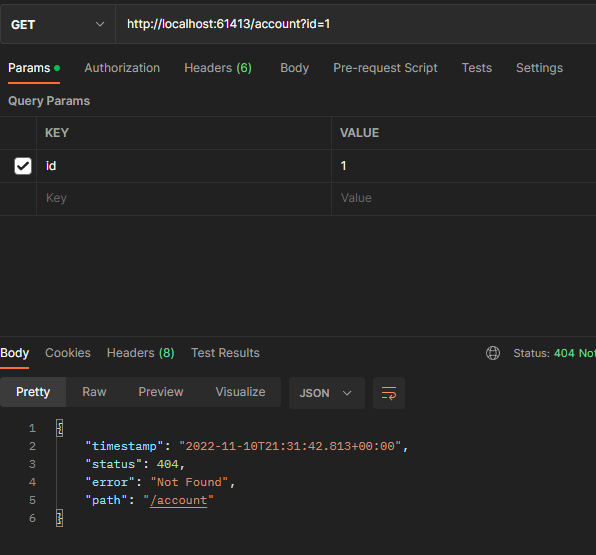 GET http://localhost:61413/account?id=1
Params Authorization Headers (6) Body Pre-request Script Tests Settings
Query Params
KEY VALUE
id 1
Key Value
Body Cookies Headers (8) Test Results Status: 404 Not
Pretty Raw Preview Visualize JSON
1 {
2 "timestamp": "2022-11-10T21:31:42.813+00:00",
3 "status": 404,
4 "error": "Not Found",
5 "path": "/account"
6 }